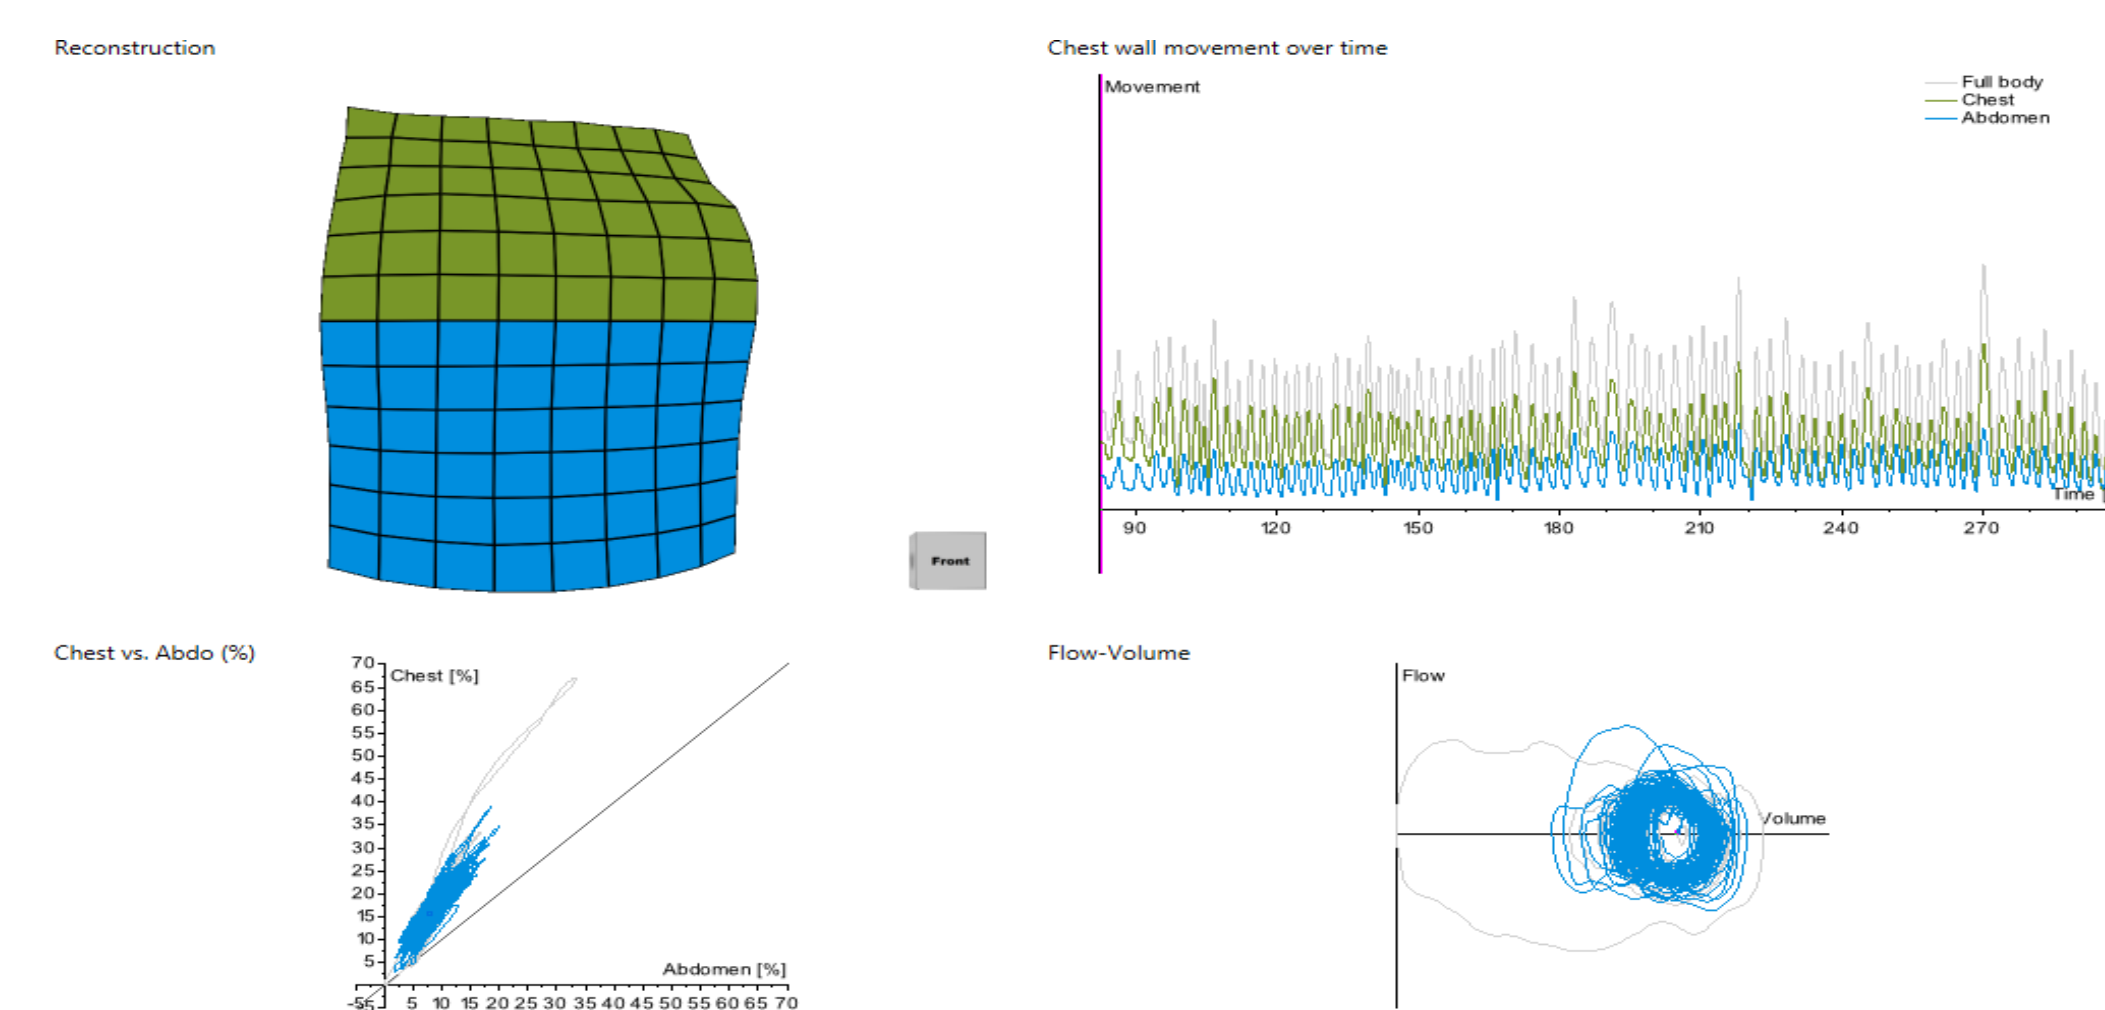 Reconstruction
Front
Chest wall movement over time
Movement
Full body
Chest
Abdomen
Time [
90 120 150 180 210 240 270
Chest vs. Abdo (%)
Chest [%]
70
65
60
55
50
45
40
35
30
25
20
15
10
5
Abdomen [%]
5 10 15 20 25 30 35 40 45 50 55 60 65 70
Flow-Volume
Flow
Volume